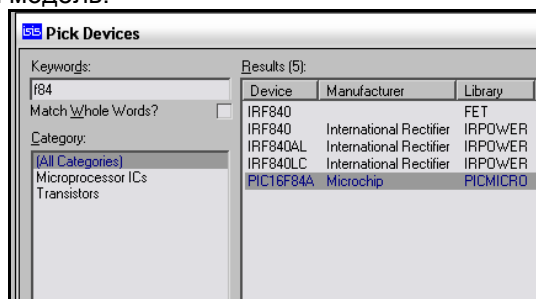 модель.
isis Pick Devices
Keywords:
f84
Match Whole Words?
Category:
(All Categories)
Microprocessor ICs
Transistors
Results (5):
Device Manufacturer Library
IRF840 FET
IRF840 International Rectifier IRPOWER
IRF840AL International Rectifier IRPOWER
IRF840LC International Rectifier IRPOWER
PIC16F84A Microchip PICMICRO